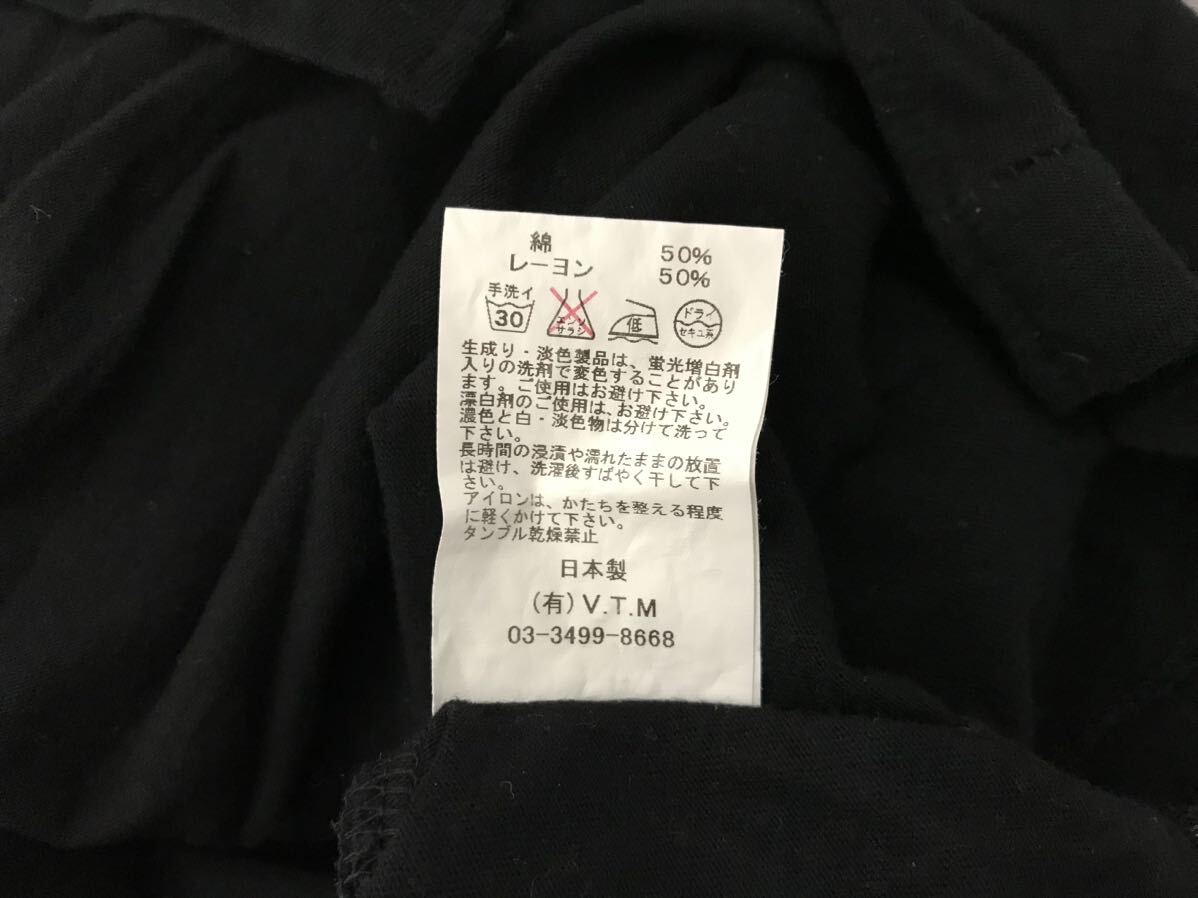 綿 50%
レーヨン 50%
手洗イ
30
エンソ
サラシ
低
ドライ
セキユ系
生成り・淡色製品は、蛍光増白剤
入りの洗剤で変色することがあり
ます。ご使用はお避け下さい。
漂白剤のご使用は、お避け下さい。
濃色と白・淡色物は分けて洗って
下さい。
長時間の浸漬や濡れたままの放置
は避け、洗濯後すばやく干して下
さい。
アイロンは、かたちを整える程度
に軽くかけて下さい。
タンブル乾燥禁止
日本製
(有)V.T.M
03-3499-8668